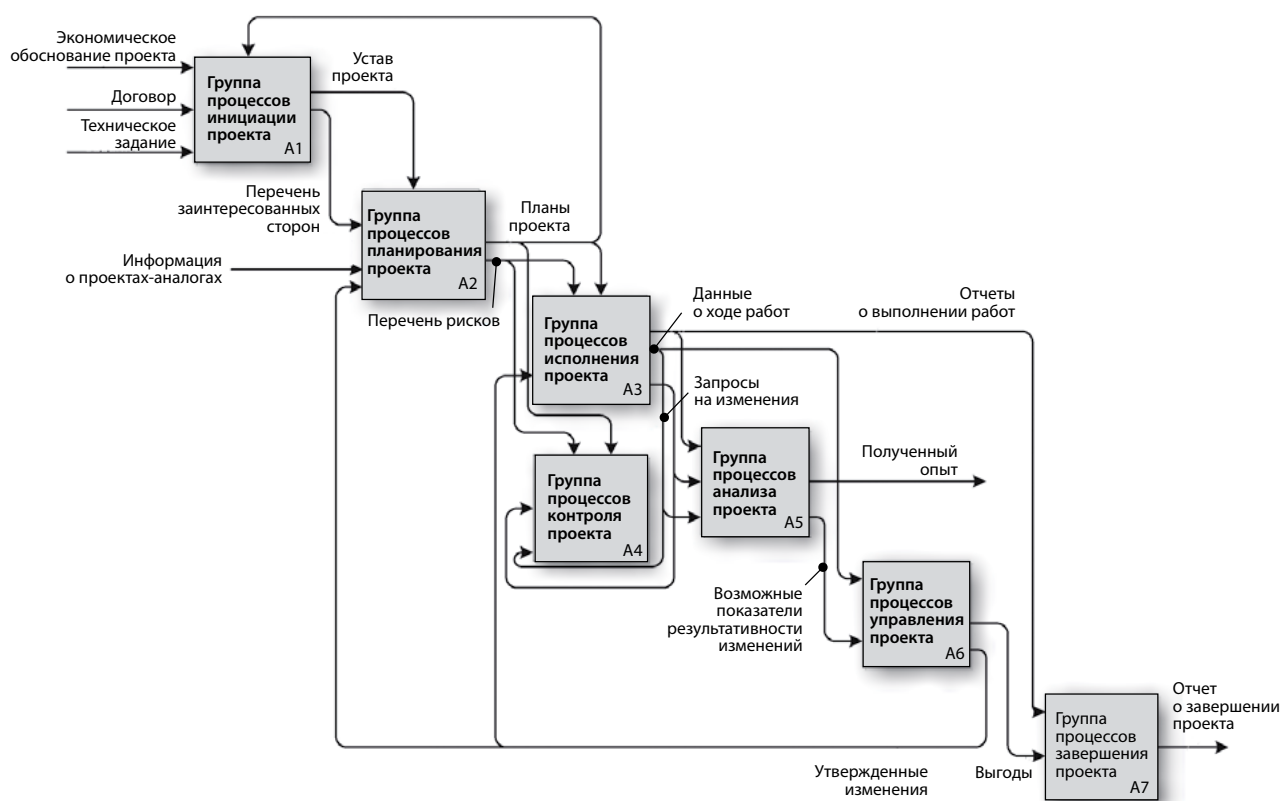 Экономическое
обоснование проекта
Договор
Техническое
задание
Группа
процессов
инициации
проекта
A1
Устав
проекта
Перечень
заинтересованных
сторон
Информация
о проектах-аналогах
Группа
процессов
планирования
проекта
A2
Планы
проекта
Перечень рисков
Группа
процессов
исполнения
проекта
A3
Данные
о ходе работ
Отчеты
о выполнении работ
Запросы
на изменения
Группа
процессов
контроля
проекта
A4
Группа
процессов
анализа
проекта
A5
Полученный
опыт
Возможные
показатели
результативности
изменений
Группа
процессов
управления
проекта
A6
Утвержденные
изменения
Выгоды
Группа
процессов
завершения
проекта
A7
Отчет
о завершении
проекта